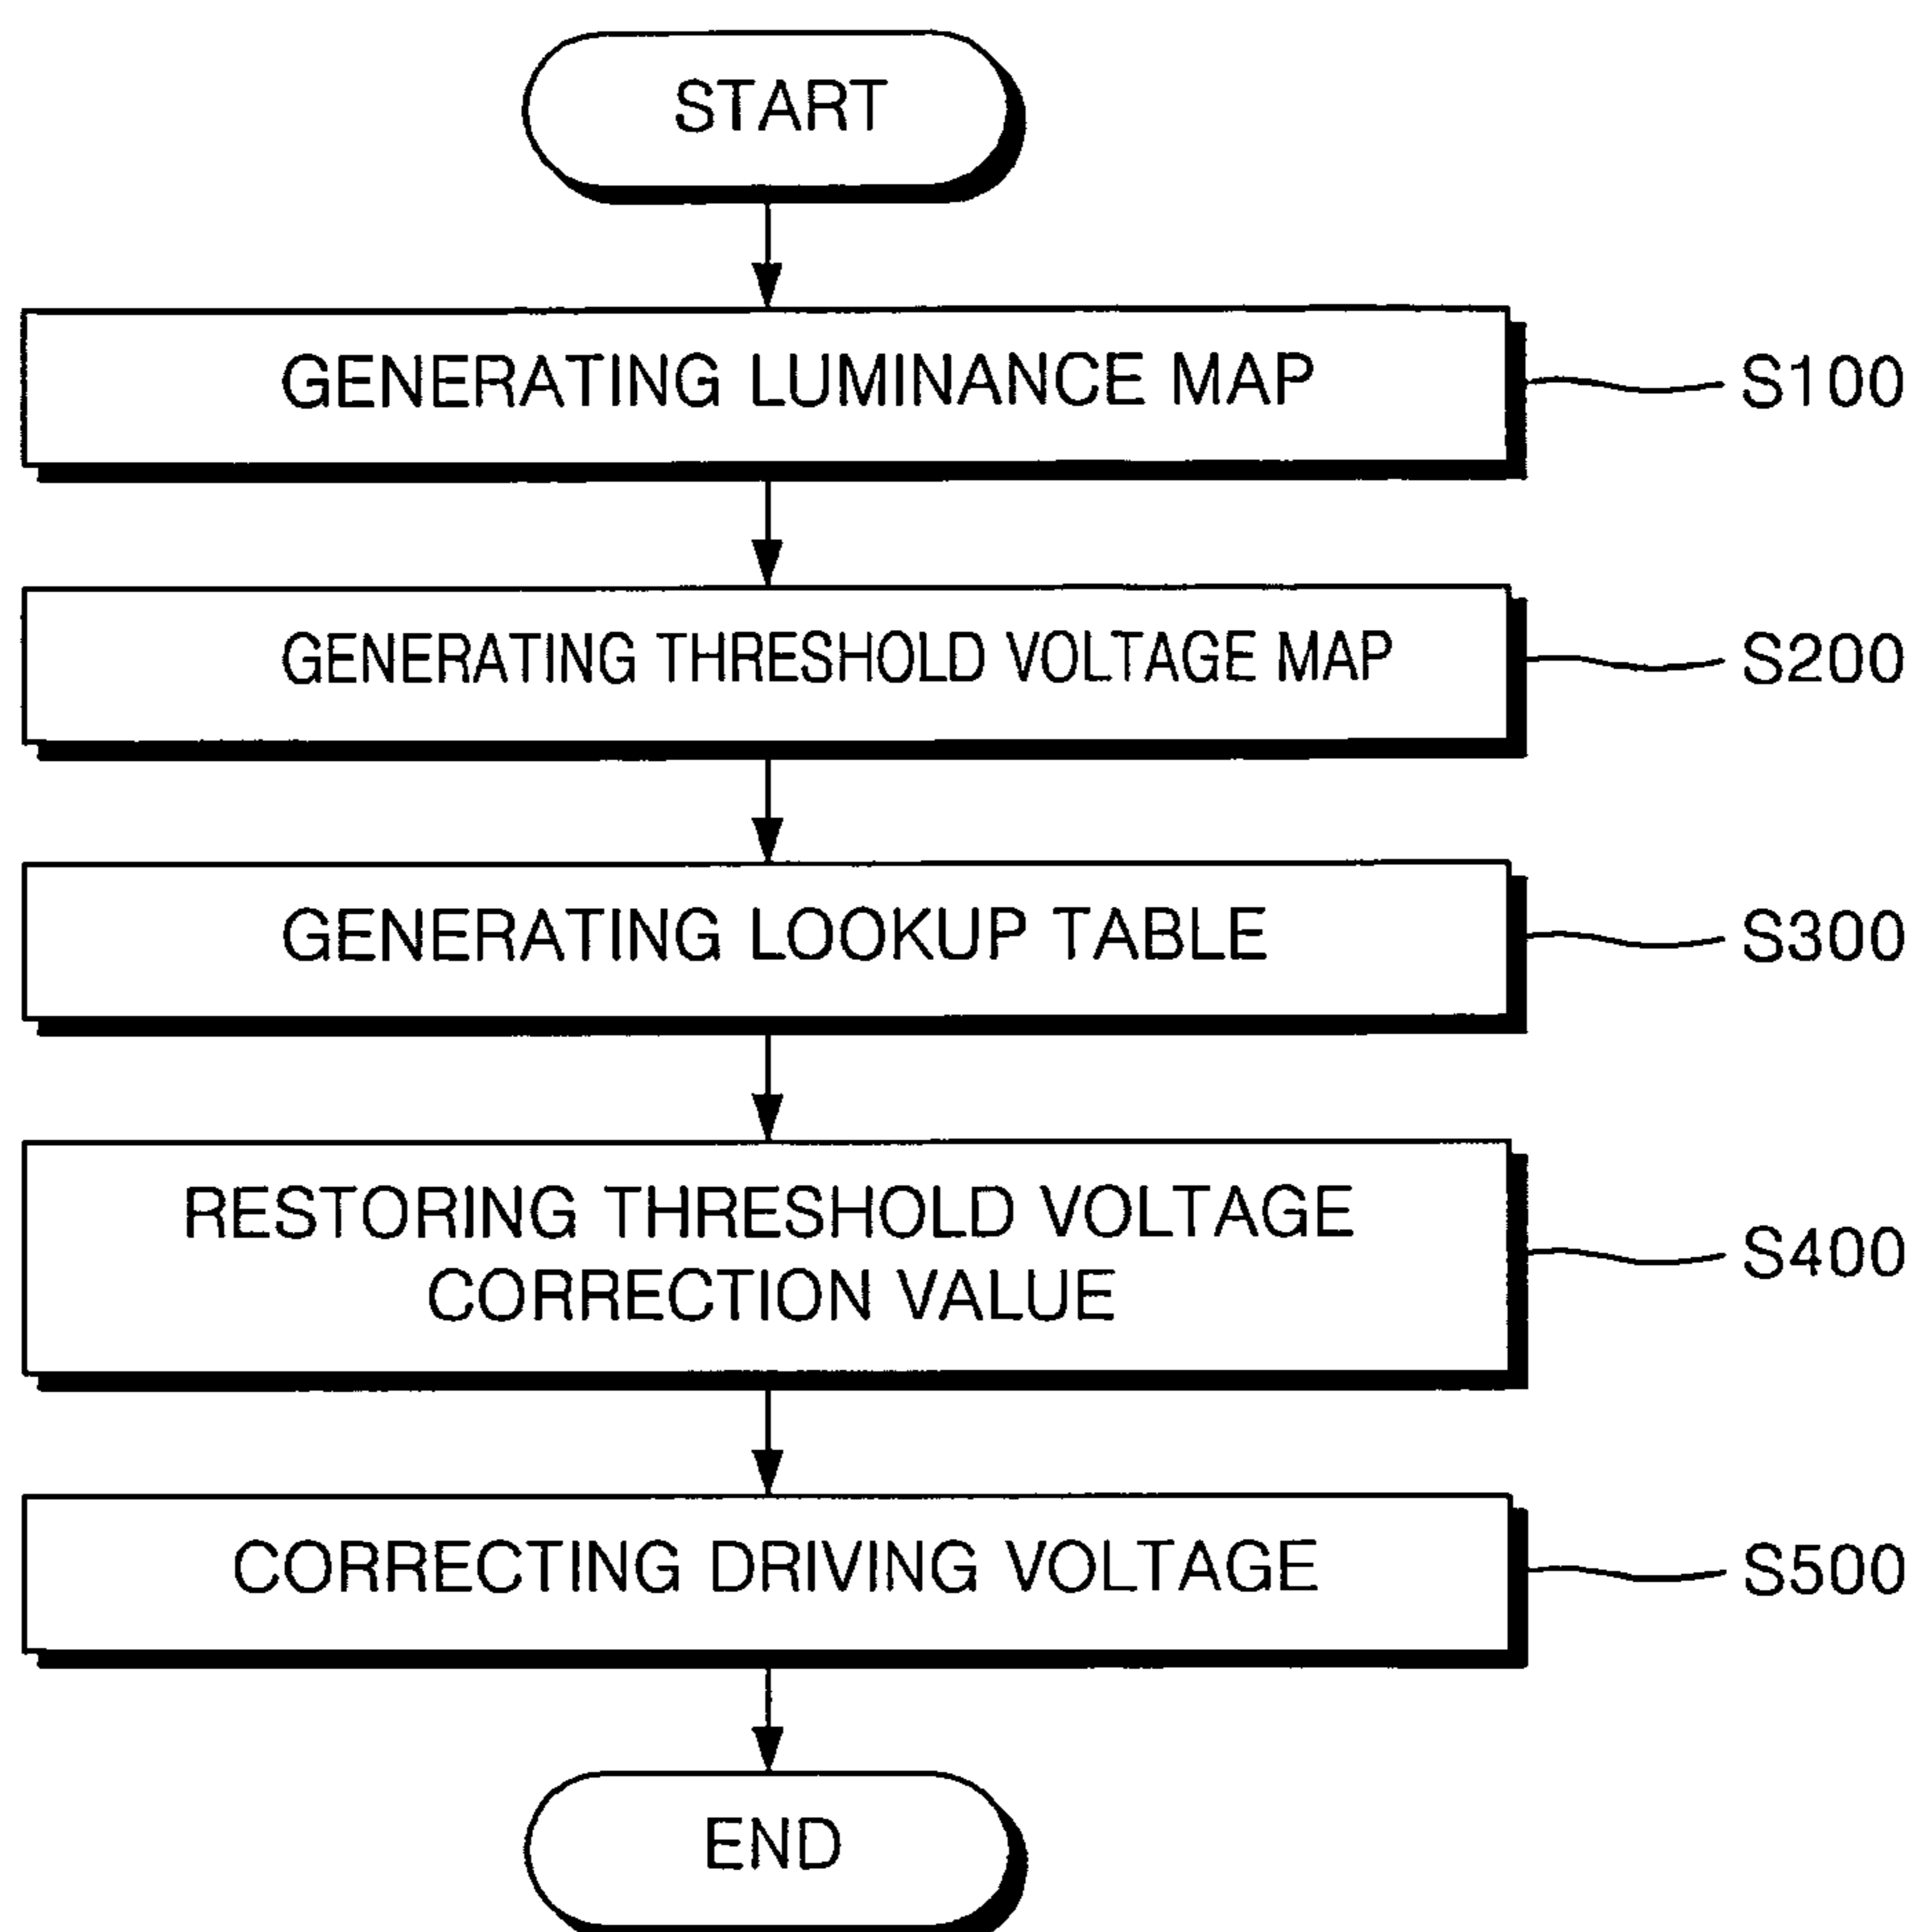 START
GENERATING LUMINANCE MAP
S100
GENERATING THRESHOLD VOLTAGE MAP
S200
GENERATING LOOKUP TABLE
S300
RESTORING THRESHOLD VOLTAGE
CORRECTION VALUE
S400
CORRECTING DRIVING VOLTAGE
S500
END